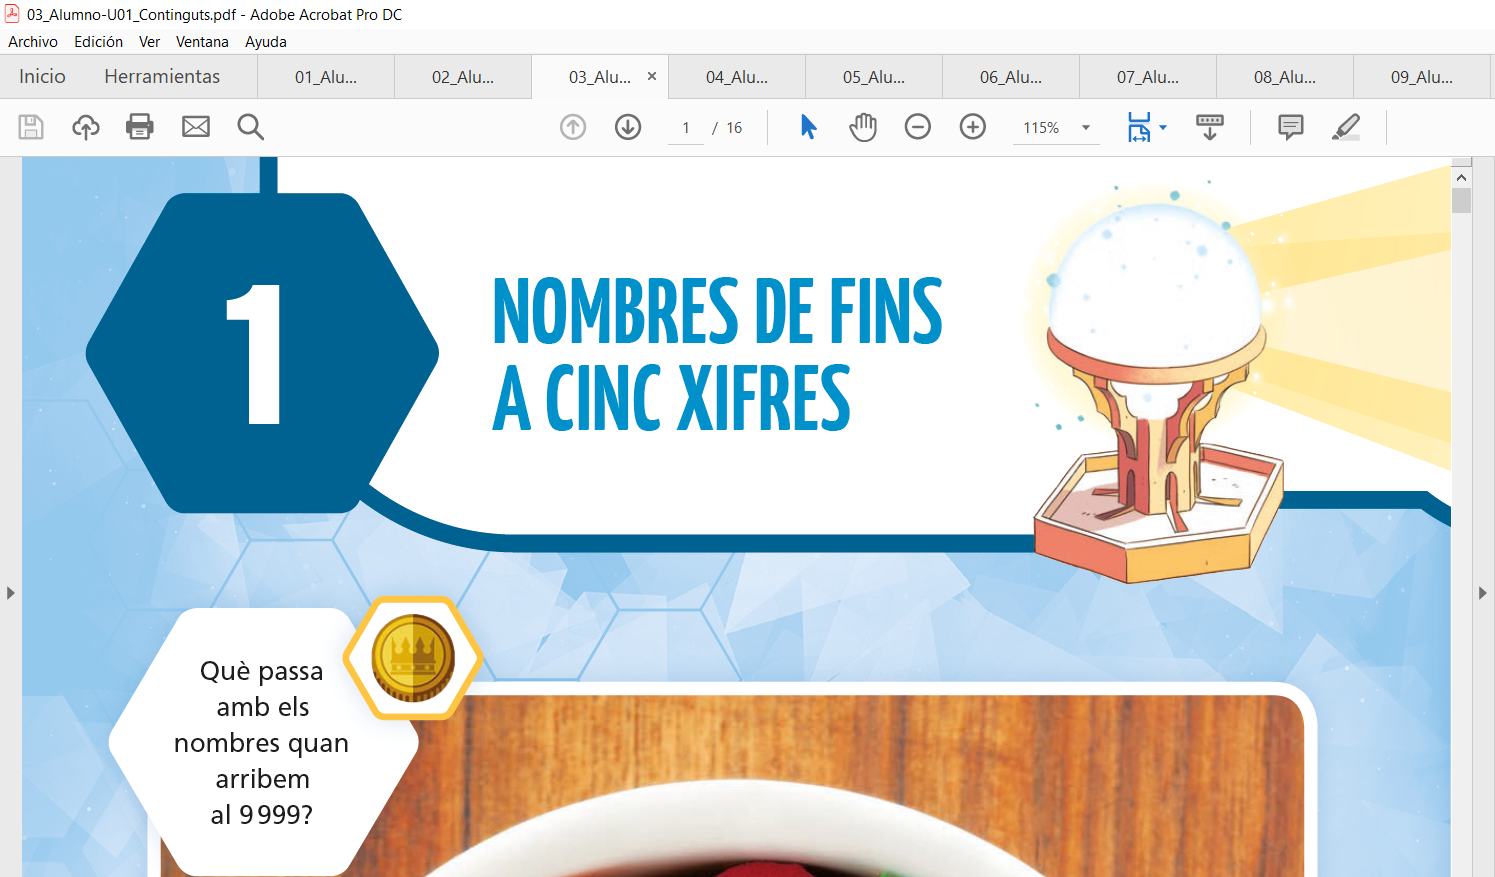 03_Alumno-U01_Continguts.pdf - Adobe Acrobat Pro DC
Archivo Edición Ver Ventana Ayuda
Inicio Herramientas 01_Alu... 02_Alu... 03_Alu... × 04_Alu... 05_Alu... 06_Alu... 07_Alu... 08_Alu... 09_Alu...
1 / 16 115%
1
NOMBRES DE FINS
A CINC XIFRES
Què passa
amb els
nombres quan
arribem
al 9 999?